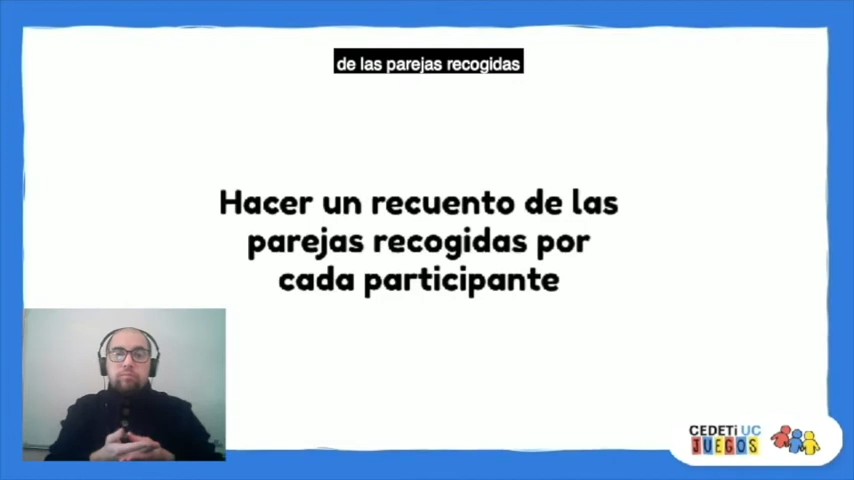 de las parejas recogidas
Hacer un recuento de las
parejas recogidas por
cada participante
CEDETi UC
JUEGOS